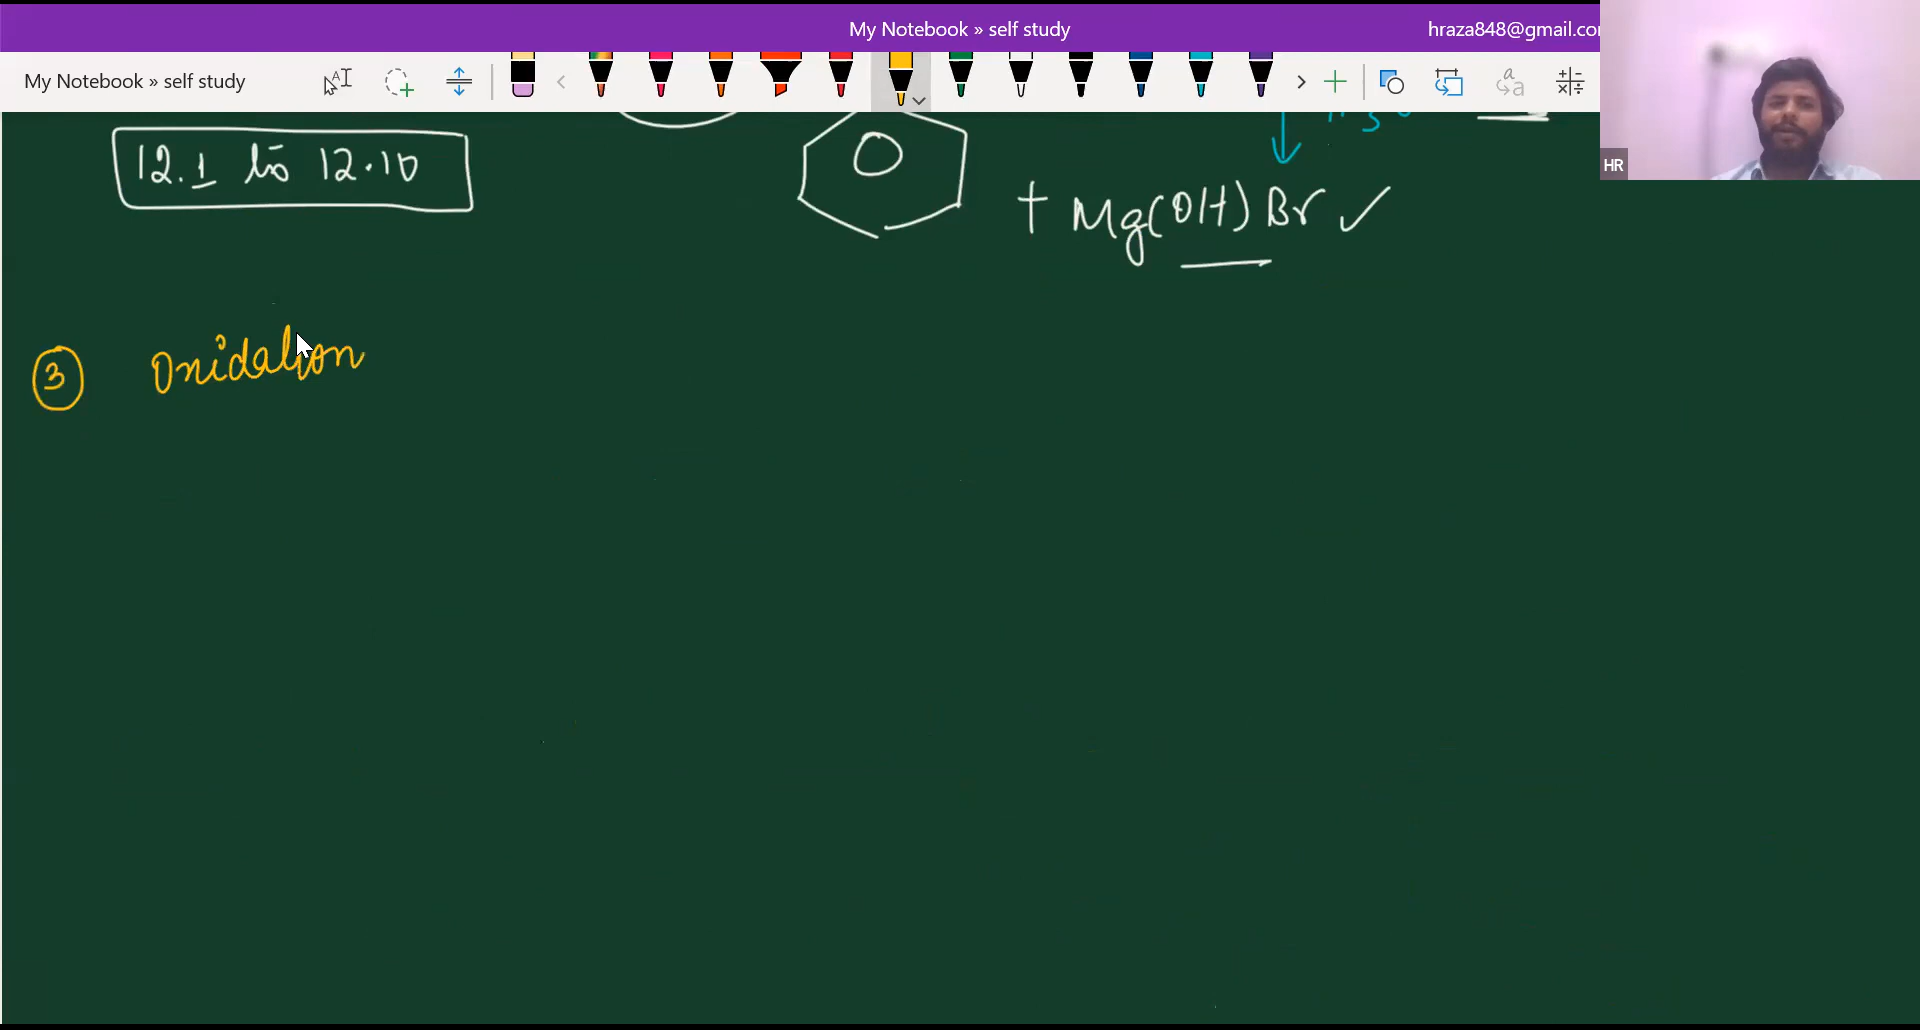 My Notebook » self study
hraza848@gmail.co
My Notebook » self study
HR
12.1 to 12.10
+ Mg(OH)Br ✓
3 Oxidation